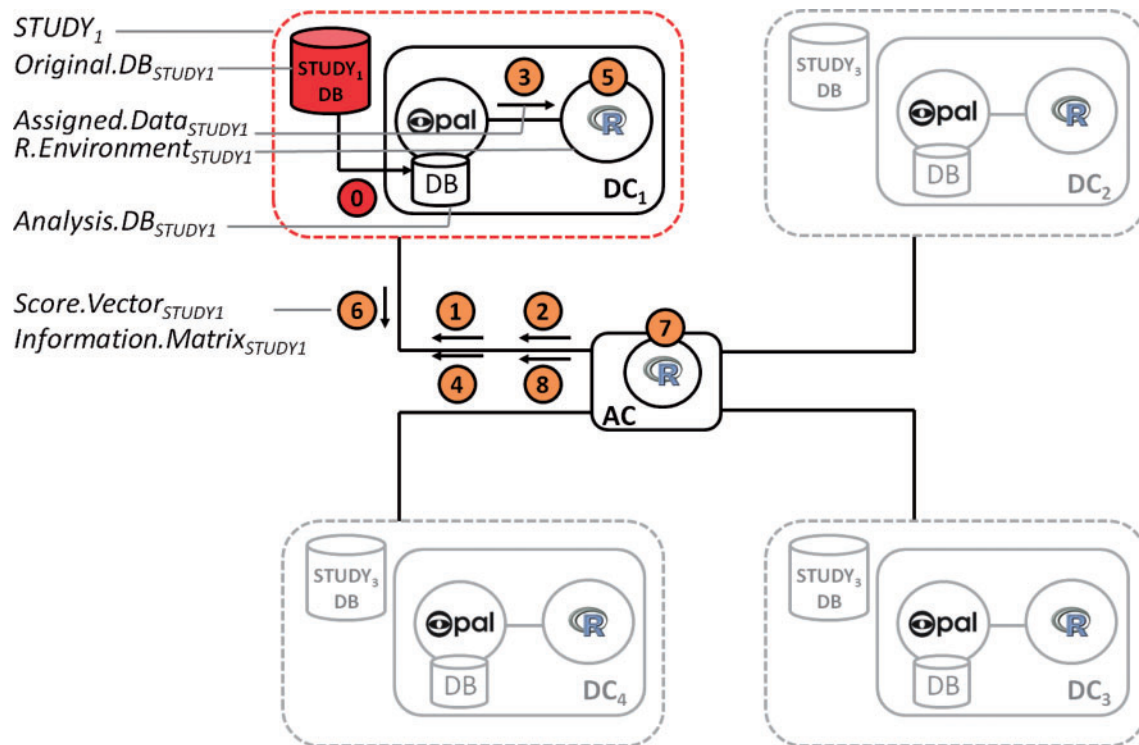 STUDY1
Original.DBSTUDY1
Assigned.DataSTUDY1
R.EnvironmentSTUDY1
Analysis.DBSTUDY1
STUDY1
DB
0
opal
DB
3
5
R
DC1
STUDY3
DB
opal
DB
R
DC2
Score.VectorSTUDY1
Information.MatrixSTUDY1
6
1
2
4
8
7
R
AC
STUDY3
DB
opal
DB
R
DC4
STUDY3
DB
opal
DB
R
DC3